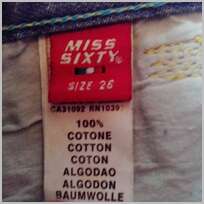 MISS
SIXTY®
SIZE 26
CA31092 RN1039
100%
COTONE
COTTON
COTON
ALGODAO
ALGODON
BAUMWOLLE